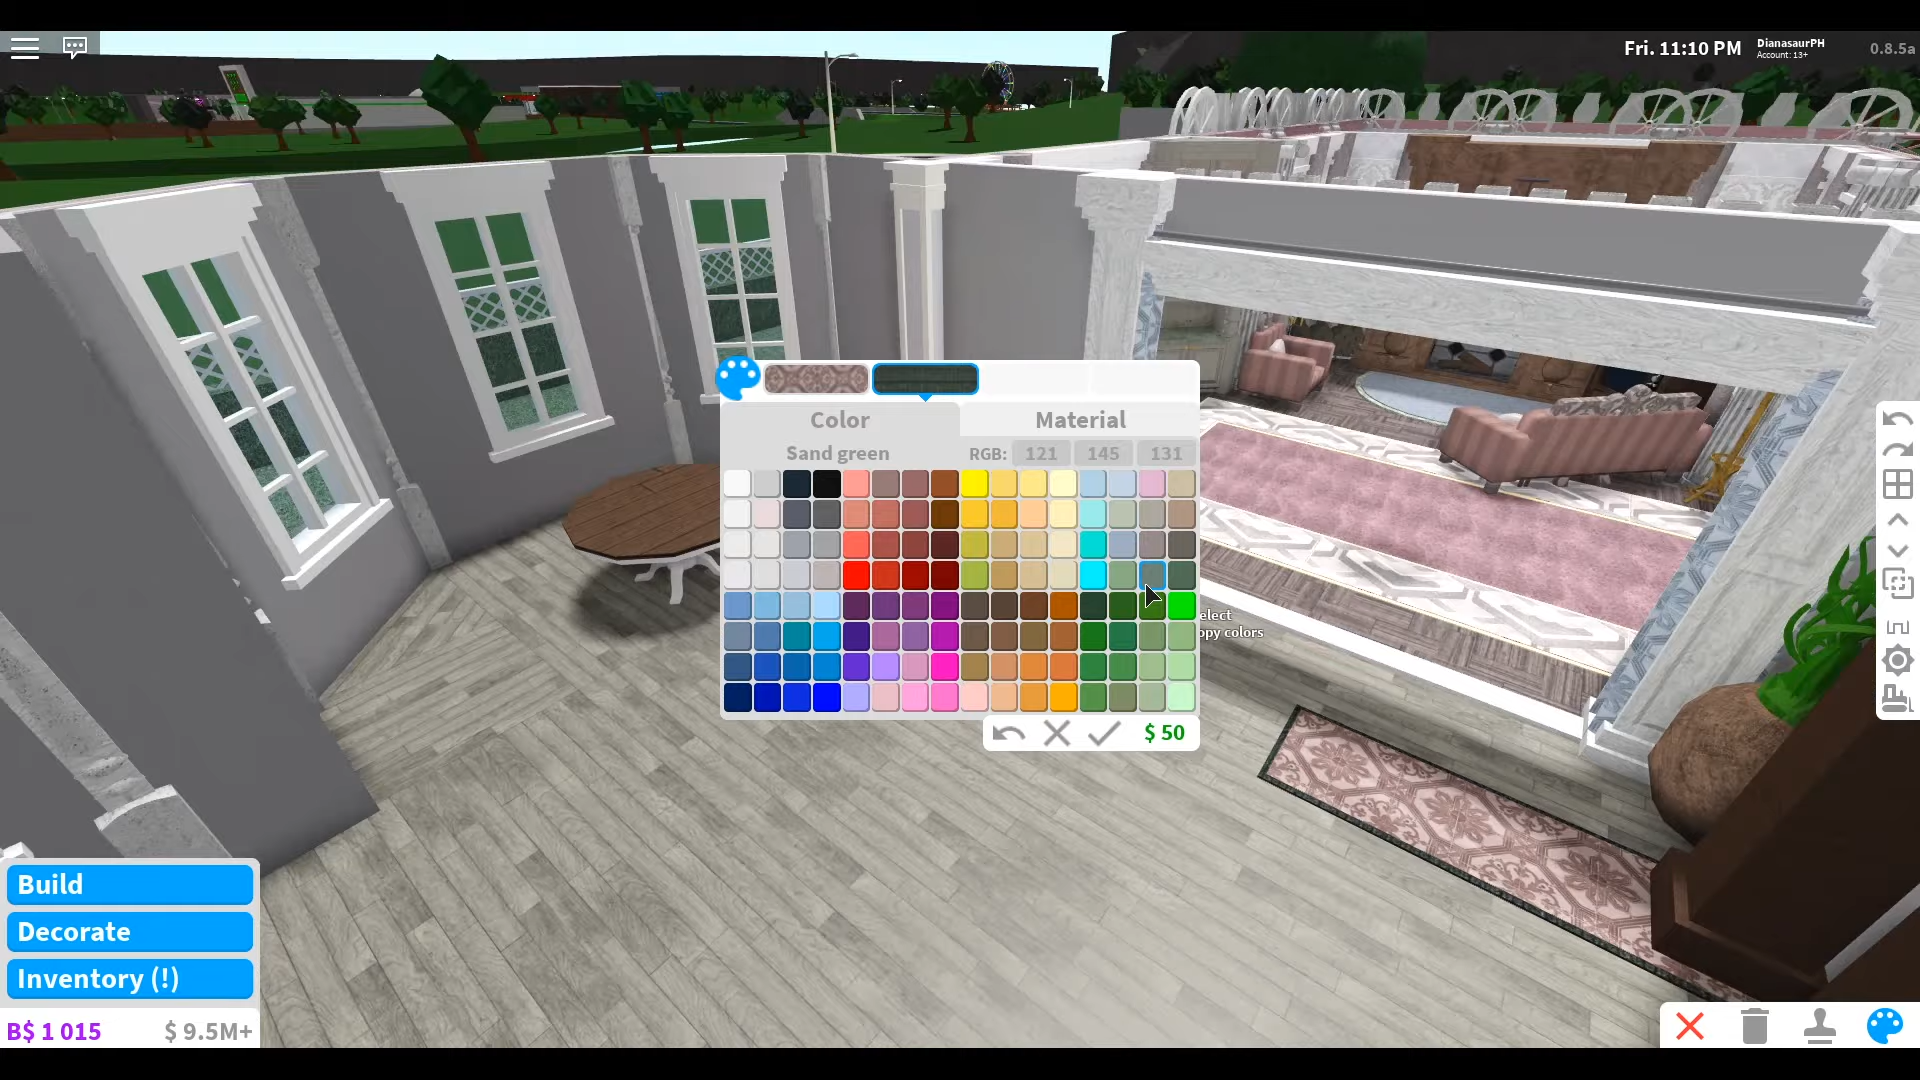 Fri. 11:10 PM
DianasaurPH
Account: 13+
0.8.5a
Color
Material
Sand green
RGB: 121 145 131
elect
opy colors
$ 50
Build
Decorate
Inventory (!)
B$ 1 015
$ 9.5M+